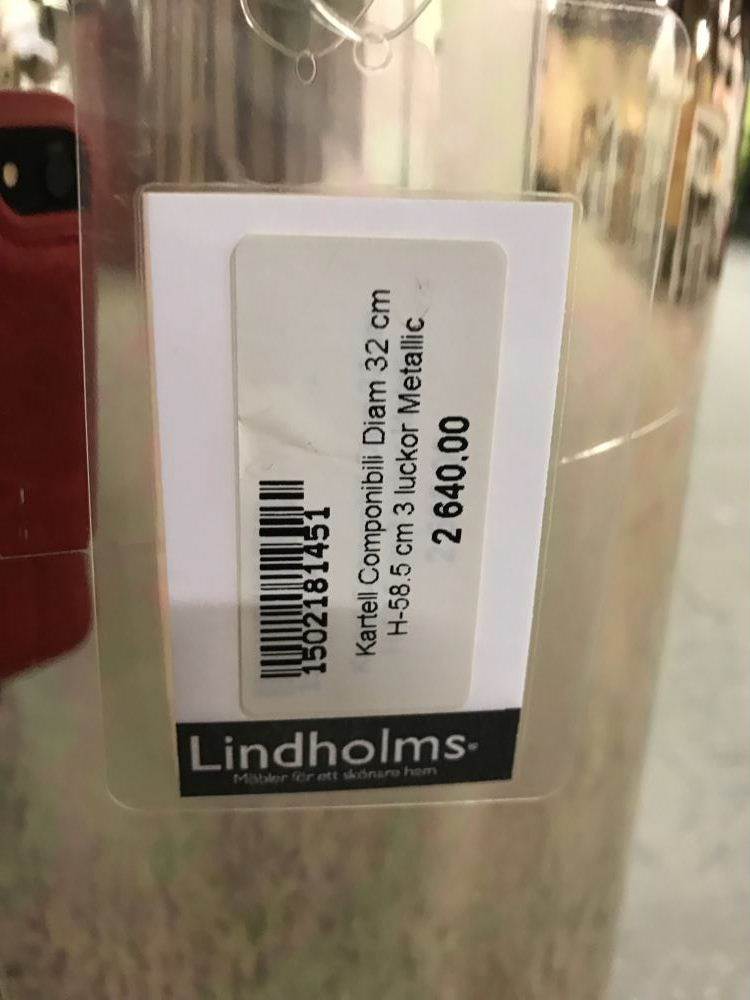 1502181451
Kartell Componibili Diam 32 cm
H-58.5 cm 3 luckor Metallic
2 640.00
Lindholms
Möbler för ett skönare hem